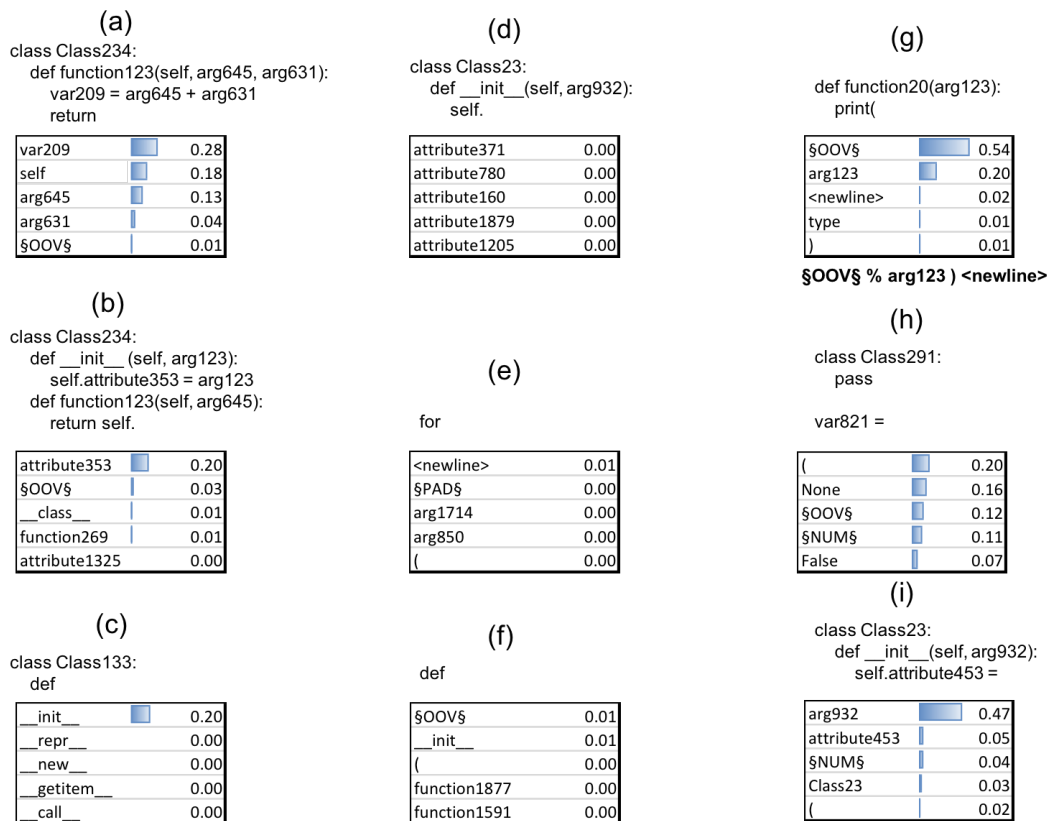 (a)
class Class234:
def function123(self, arg645, arg631):
var209 = arg645 + arg631
return
var209 0.28
self 0.18
arg645 0.13
arg631 0.04
§OOV§ 0.01
(b)
class Class234:
def __init__ (self, arg123):
self.attribute353 = arg123
def function123(self, arg645):
return self.
attribute353 0.20
§OOV§ 0.03
__class__ 0.01
function269 0.01
attribute1325 0.00
(c)
class Class133:
def
__init__ 0.20
__repr__ 0.00
__new__ 0.00
__getitem__ 0.00
__call__ 0.00
(d)
class Class23:
def __init__(self, arg932):
self.
attribute371 0.00
attribute780 0.00
attribute160 0.00
attribute1879 0.00
attribute1205 0.00
(e)
for
<newline> 0.01
§PAD§ 0.00
arg1714 0.00
arg850 0.00
( 0.00
(f)
def
§OOV§ 0.01
__init__ 0.01
( 0.00
function1877 0.00
function1591 0.00
(g)
def function20(arg123):
print(
§OOV§ 0.54
arg123 0.20
<newline> 0.02
type 0.01
) 0.01
§OOV§ % arg123 ) <newline>
(h)
class Class291:
pass
var821 =
( 0.20
None 0.16
§OOV§ 0.12
§NUM§ 0.11
False 0.07
(i)
class Class23:
def __init__(self, arg932):
self.attribute453 =
arg932 0.47
attribute453 0.05
§NUM§ 0.04
Class23 0.03
( 0.02